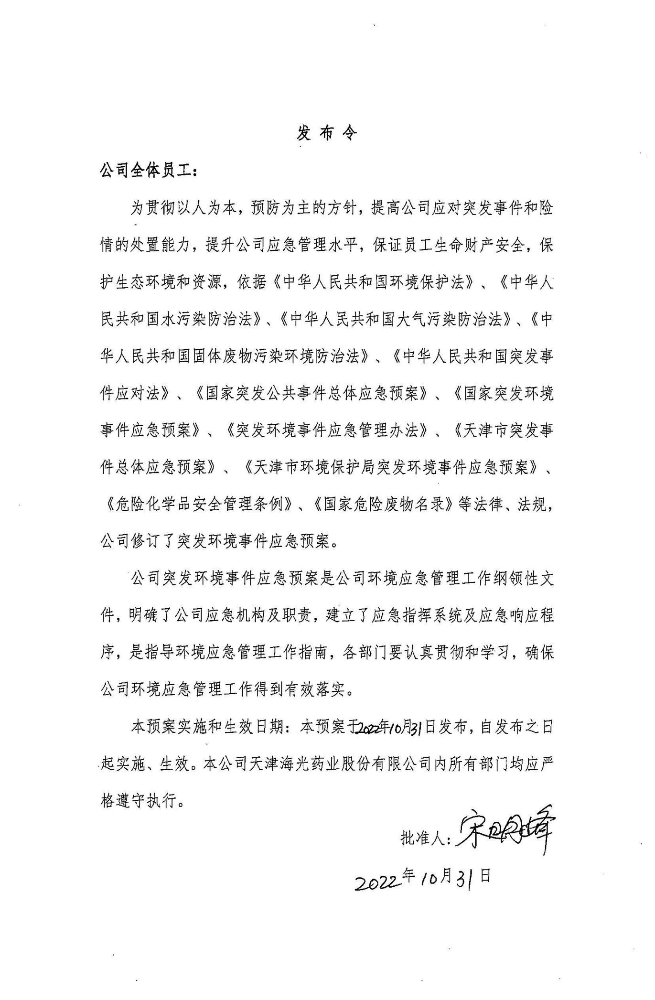 发布令
公司全体员工：
为贯彻以人为本，预防为主的方针，提高公司应对突发事件和险
情的处置能力，提升公司应急管理水平，保证员工生命财产安全，保
护生态环境和资源，依据《中华人民共和国环境保护法》、《中华人
民共和国水污染防治法》、《中华人民共和国大气污染防治法》、《中
华人民共和国固体废物污染环境防治法》、《中华人民共和国突发事
件应对法》、《国家突发公共事件总体应急预案》、《国家突发环境
事件应急预案》、《突发环境事件应急管理办法》、《天津市突发事
件总体应急预案》、《天津市环境保护局突发环境事件应急预案》、
《危险化学品安全管理条例》、《国家危险废物名录》等法律、法规，
公司修订了突发环境事件应急预案。
公司突发环境事件应急预案是公司环境应急管理工作纲领性文
件，明确了公司应急机构及职责，建立了应急指挥系统及应急响应程
序，是指导环境应急管理工作指南，各部门要认真贯彻和学习，确保
公司环境应急管理工作得到有效落实。
本预案实施和生效日期：本预案于2022年10月31日发布，自发布之日
起实施、生效。本公司天津海光药业股份有限公司内所有部门均应严
格遵守执行。
批准人：宋明
2022年10月31日